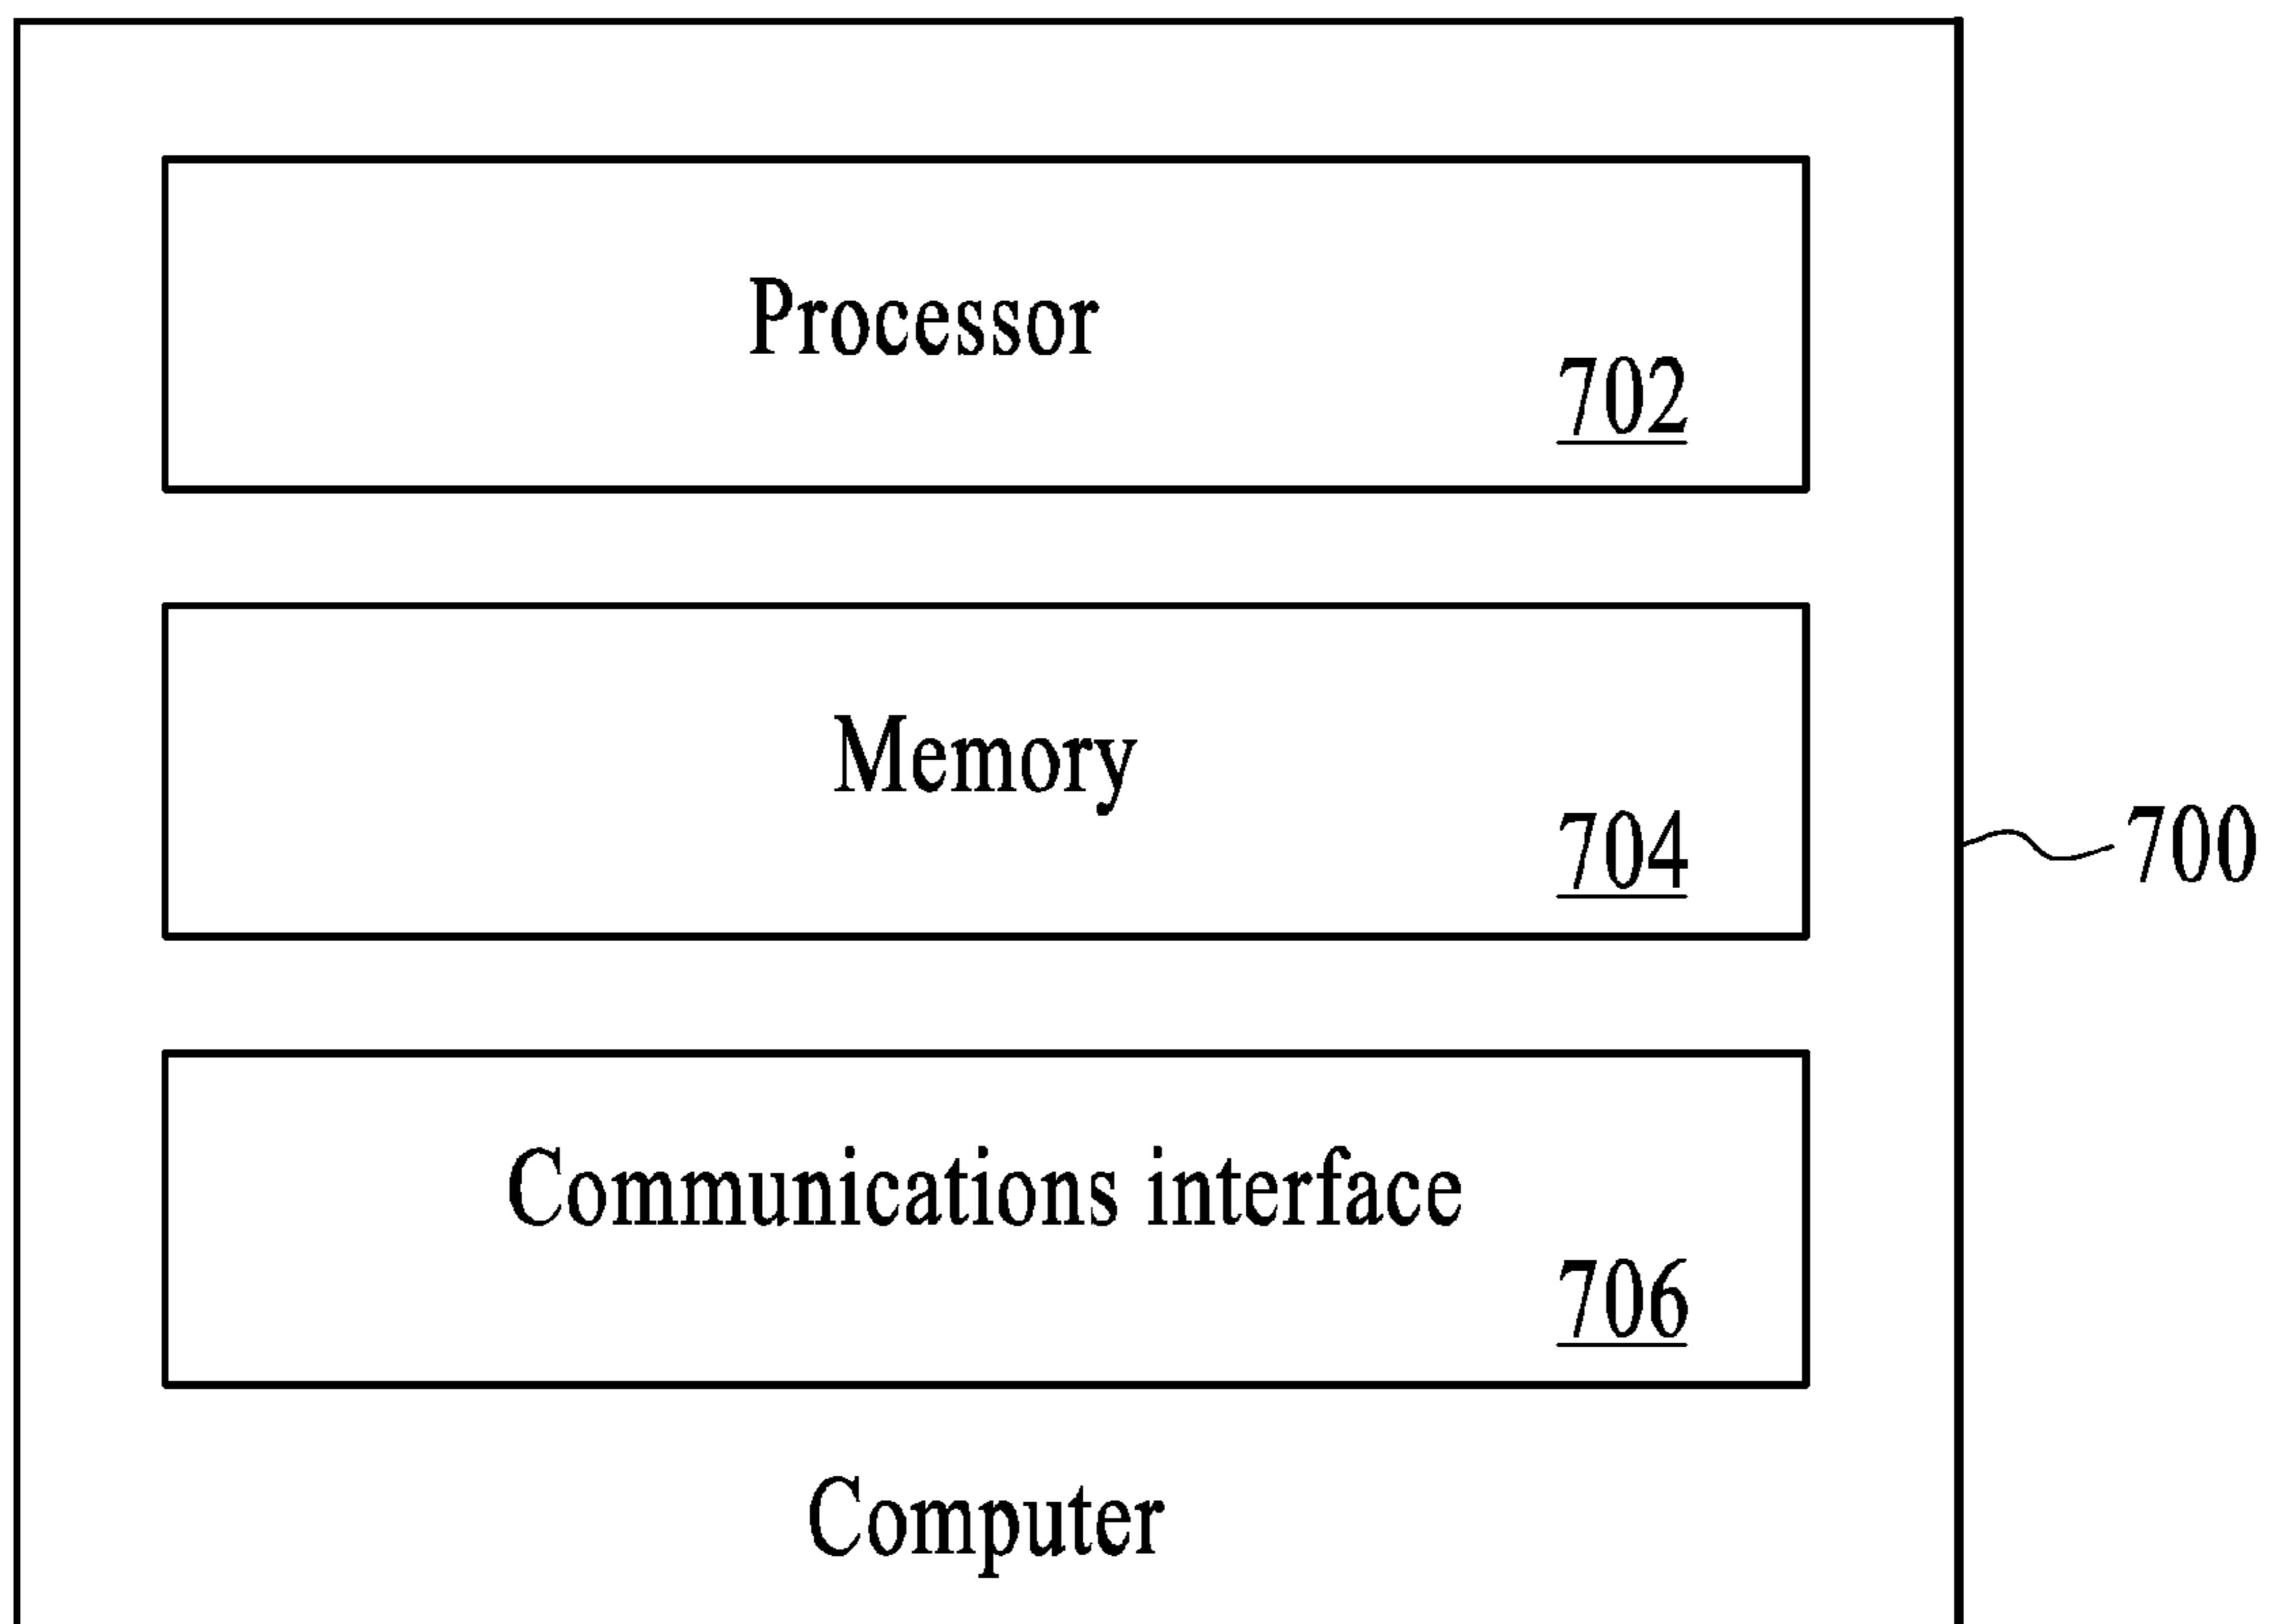 Processor
702
Memory
704
700
Communications interface
706
Computer